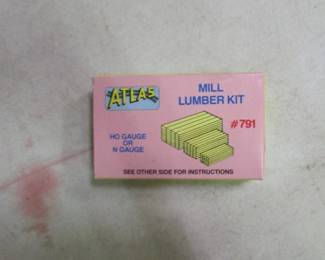 ATLAS
MILL
LUMBER KIT
#791
HO GAUGE
OR
N GAUGE
SEE OTHER SIDE FOR INSTRUCTIONS